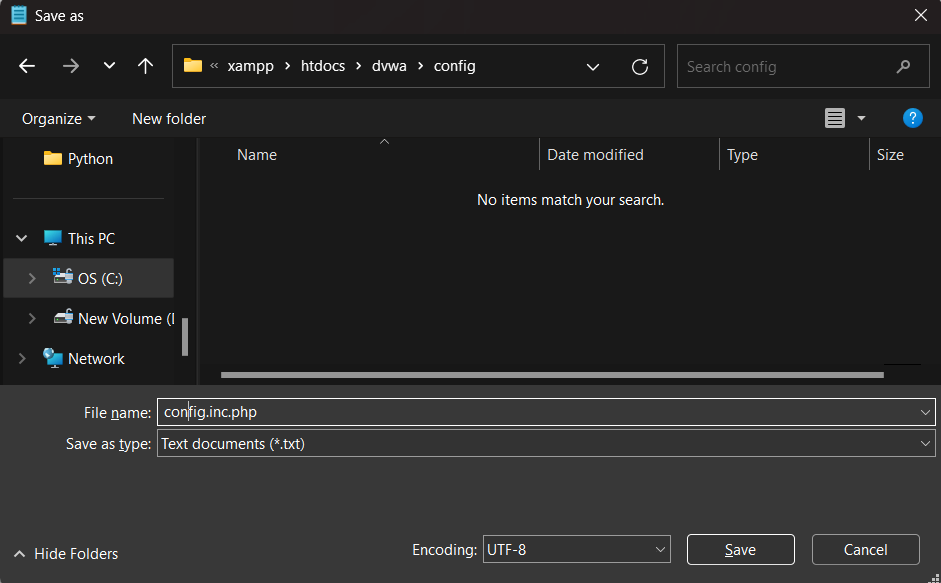 Save as
« xampp > htdocs > dvwa > config
Search config
Organize
New folder
?
Python
Name
Date modified
Type
Size
No items match your search.
This PC
OS (C:)
New Volume (
Network
File name: config.inc.php
Save as type: Text documents (*.txt)
Hide Folders
Encoding: UTF-8
Save
Cancel